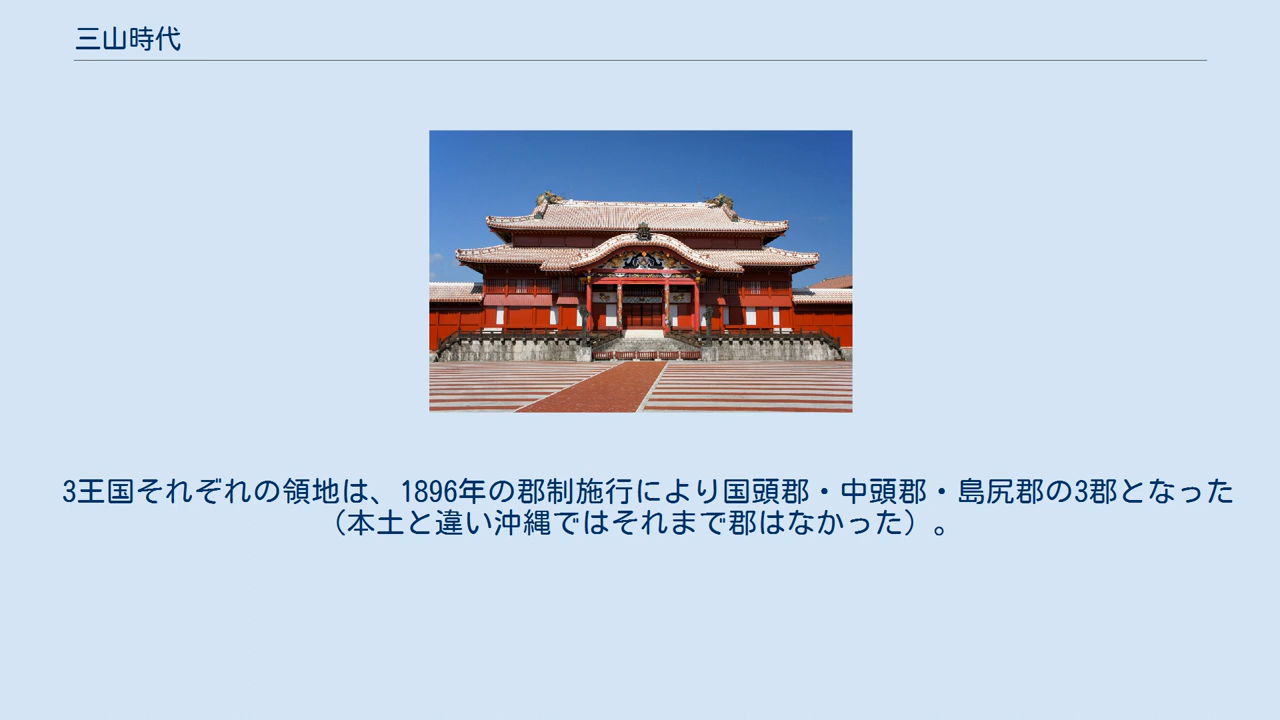 三山時代
3王国それぞれの領地は、1896年の郡制施行により国頭郡・中頭郡・島尻郡の3郡となった
（本土と違い沖縄ではそれまで郡はなかった）。